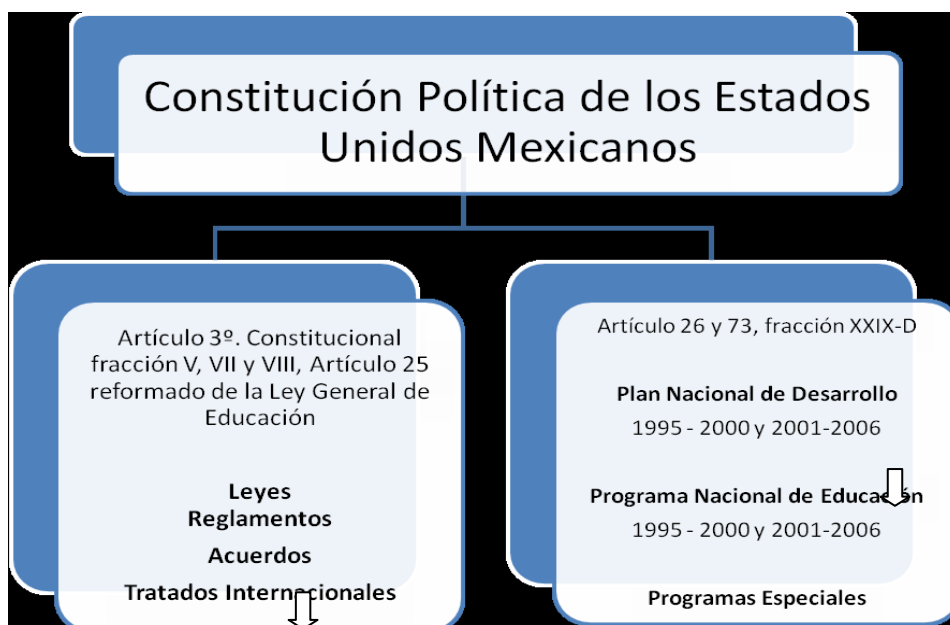 Constitución Política de los Estados
Unidos Mexicanos
Artículo 3º. Constitucional
fracción V, VII y VIII, Artículo 25
reformado de la Ley General de
Educación
Leyes
Reglamentos
Acuerdos
Tratados Internacionales
Artículo 26 y 73, fracción XXIX-D
Plan Nacional de Desarrollo
1995 - 2000 y 2001-2006
Programa Nacional de Educación
1995 - 2000 y 2001-2006
Programas Especiales